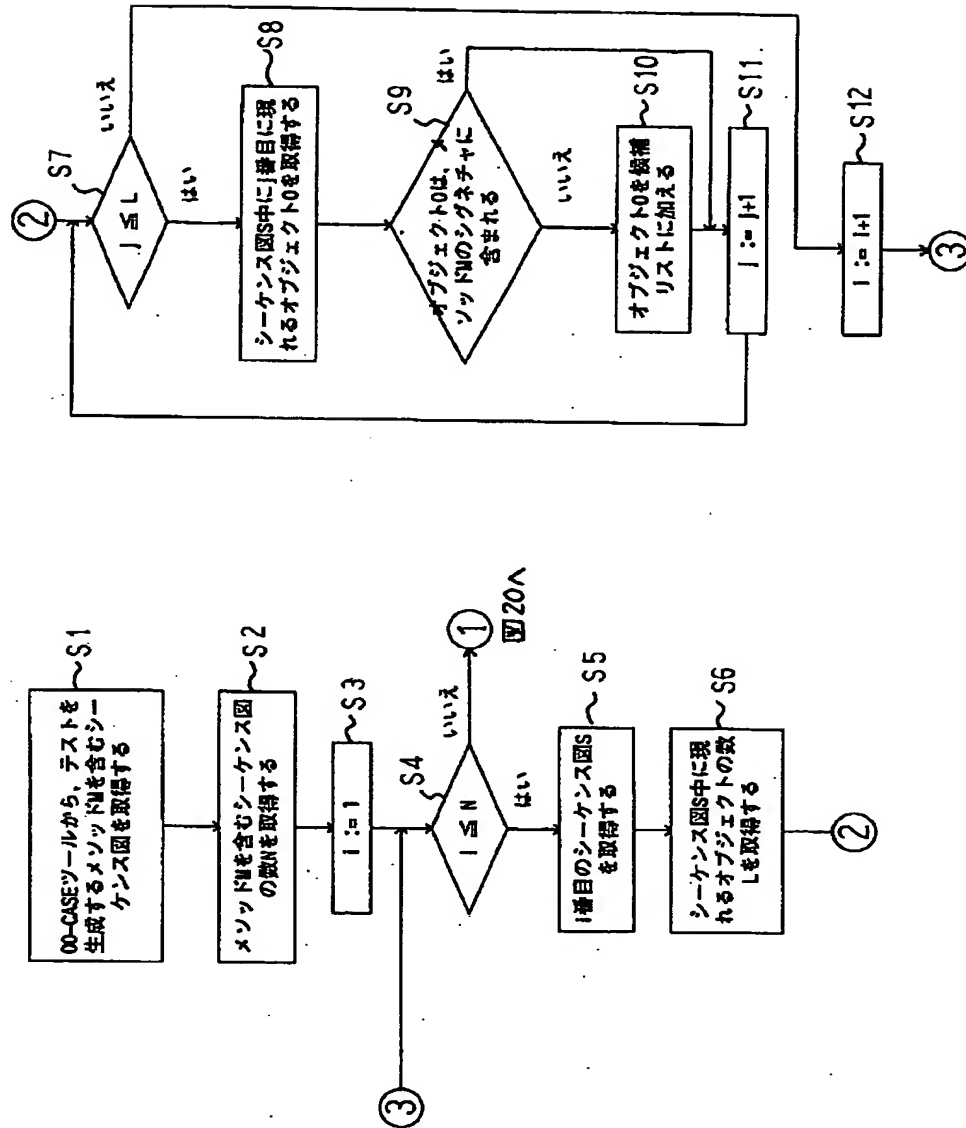 OO-CASEツールから、テストを
生成するメソッドMを含むシー
ケンス図を取得する
S1
メソッドMを含むシーケンス図
の数Nを取得する
S2
i := 1
S3
③
i ≦ N
S4
いいえ
①
図20へ
はい
i番目のシーケンス図S
を取得する
S5
シーケンス図S中に現
れるオブジェクトの数
Lを取得する
S6
②
②
j ≦ L
S7
いいえ
はい
シーケンス図S中にj番目に現
れるオブジェクトOを取得する
S8
オブジェクトOは、メ
ソッドMのシグネチャに
含まれる
S9
はい
いいえ
オブジェクトOを候補
リストに加える
S10
j := j+1
S11
i := i+1
S12
③